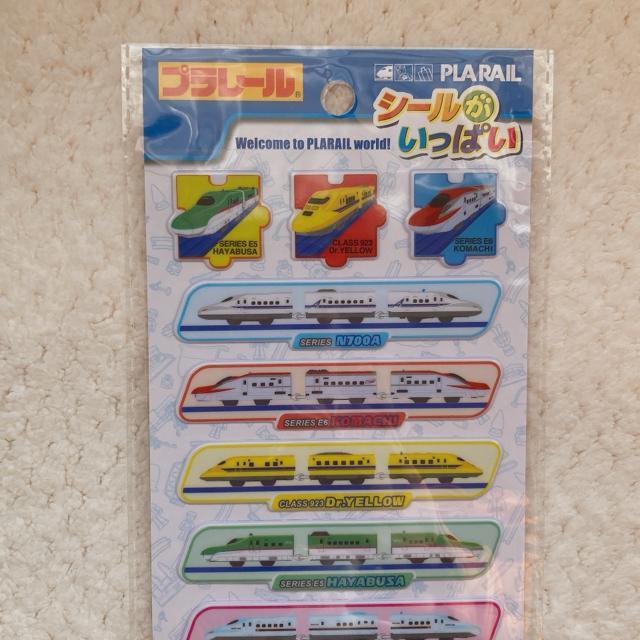 プラレール®
PLARAIL
シールが
いっぱい
Welcome to PLARAIL world!
SERIES E5
HAYABUSA
CLASS 923
Dr.YELLOW
SERIES E6
KOMACHI
SERIES N700A
SERIES E6 KOMACHI
CLASS 923 Dr.YELLOW
SERIES E5 HAYABUSA